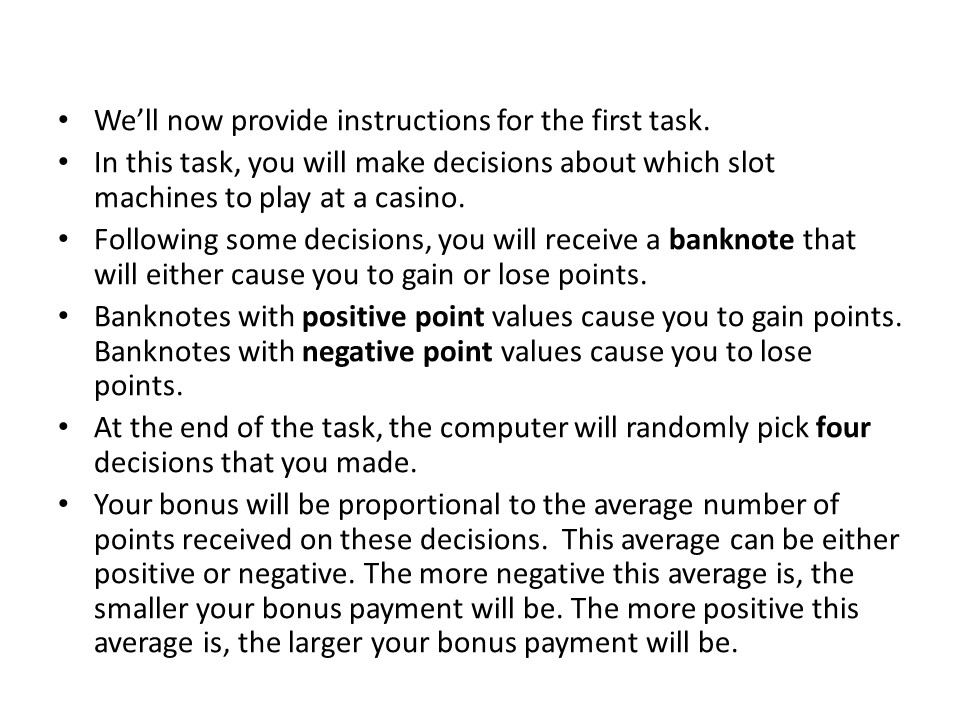 • We’ll now provide instructions for the first task.
• In this task, you will make decisions about which slot
machines to play at a casino.
• Following some decisions, you will receive a banknote that
will either cause you to gain or lose points.
• Banknotes with positive point values cause you to gain points.
Banknotes with negative point values cause you to lose
points.
• At the end of the task, the computer will randomly pick four
decisions that you made.
• Your bonus will be proportional to the average number of
points received on these decisions.  This average can be either
positive or negative. The more negative this average is, the
smaller your bonus payment will be. The more positive this
average is, the larger your bonus payment will be.